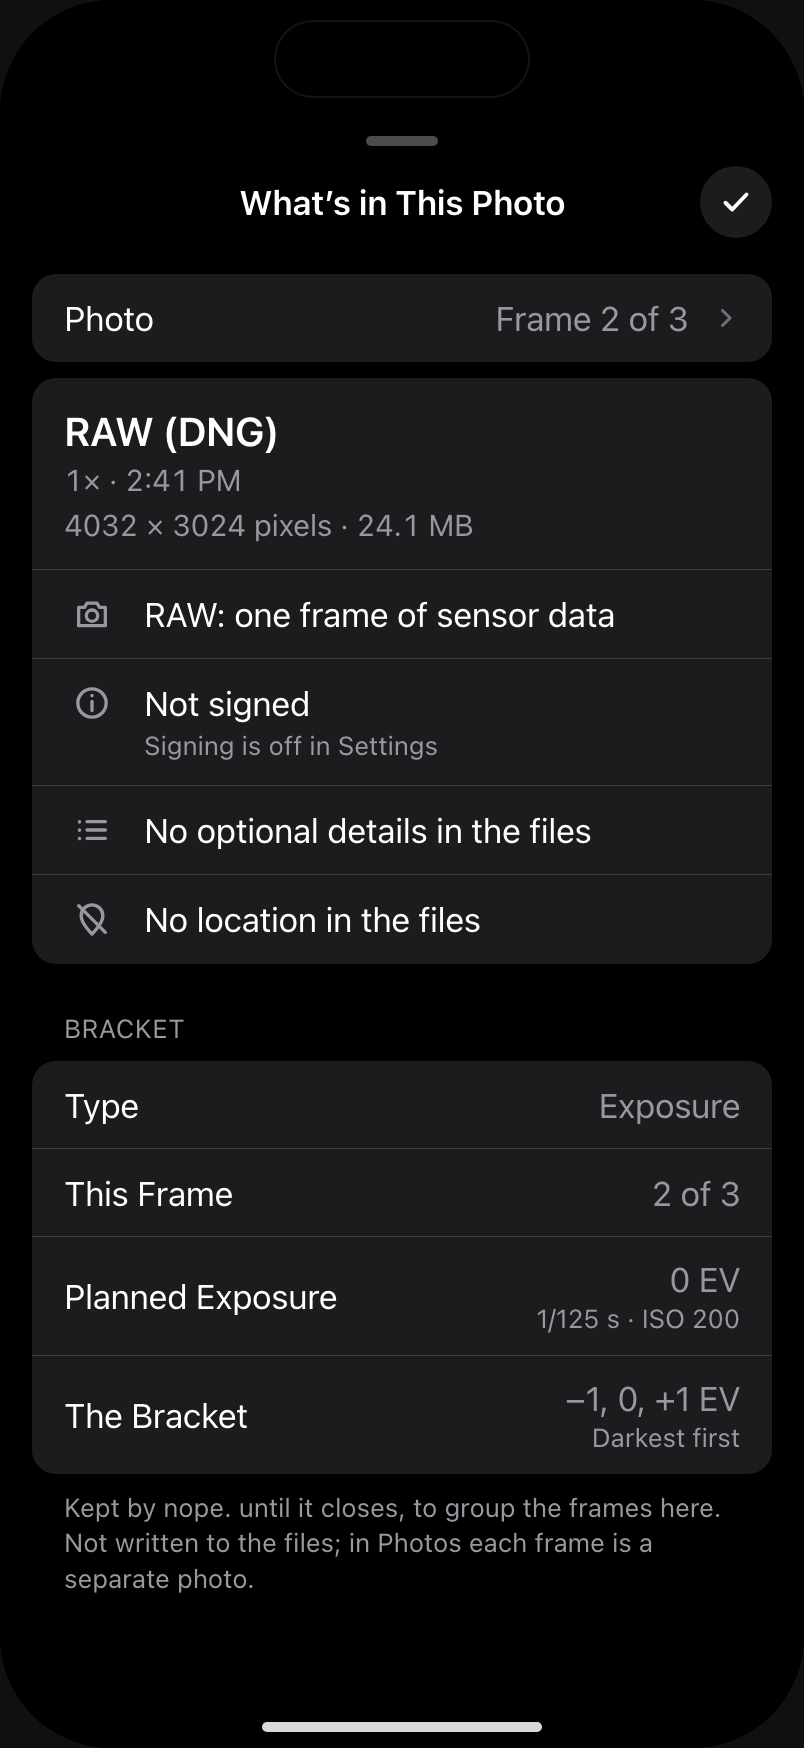 What’s in This Photo
Photo
Frame 2 of 3
RAW (DNG)
1× · 2:41 PM
4032 × 3024 pixels · 24.1 MB
RAW: one frame of sensor data
Not signed
Signing is off in Settings
No optional details in the files
No location in the files
BRACKET
Type
Exposure
This Frame
2 of 3
Planned Exposure
0 EV
1/125 s · ISO 200
The Bracket
−1, 0, +1 EV
Darkest first
Kept by nope. until it closes, to group the frames here.
Not written to the files; in Photos each frame is a
separate photo.